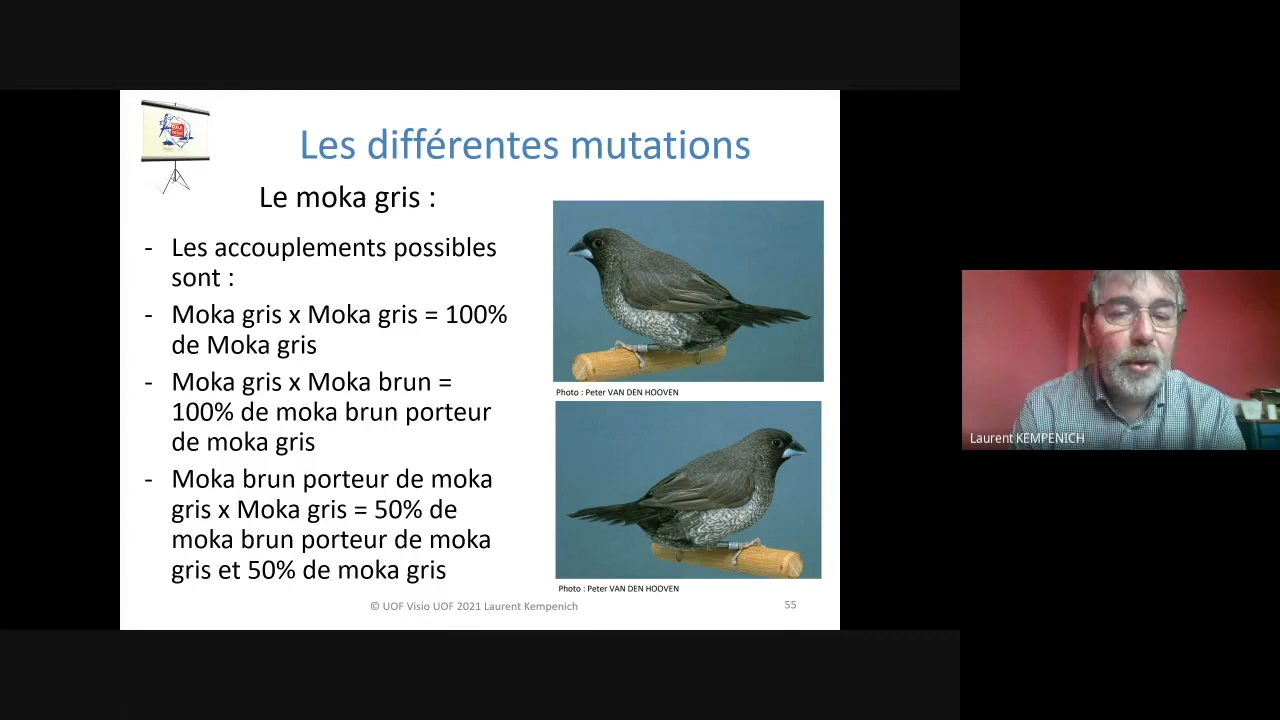 Les différentes mutations
Le moka gris :
- Les accouplements possibles
sont :
- Moka gris x Moka gris = 100%
de Moka gris
- Moka gris x Moka brun =
100% de moka brun porteur
de moka gris
- Moka brun porteur de moka
gris x Moka gris = 50% de
moka brun porteur de moka
gris et 50% de moka gris
Photo : Peter VAN DEN HOOVEN
Photo : Peter VAN DEN HOOVEN
© UOF Visio UOF 2021 Laurent Kempenich
55
Laurent KEMPENICH